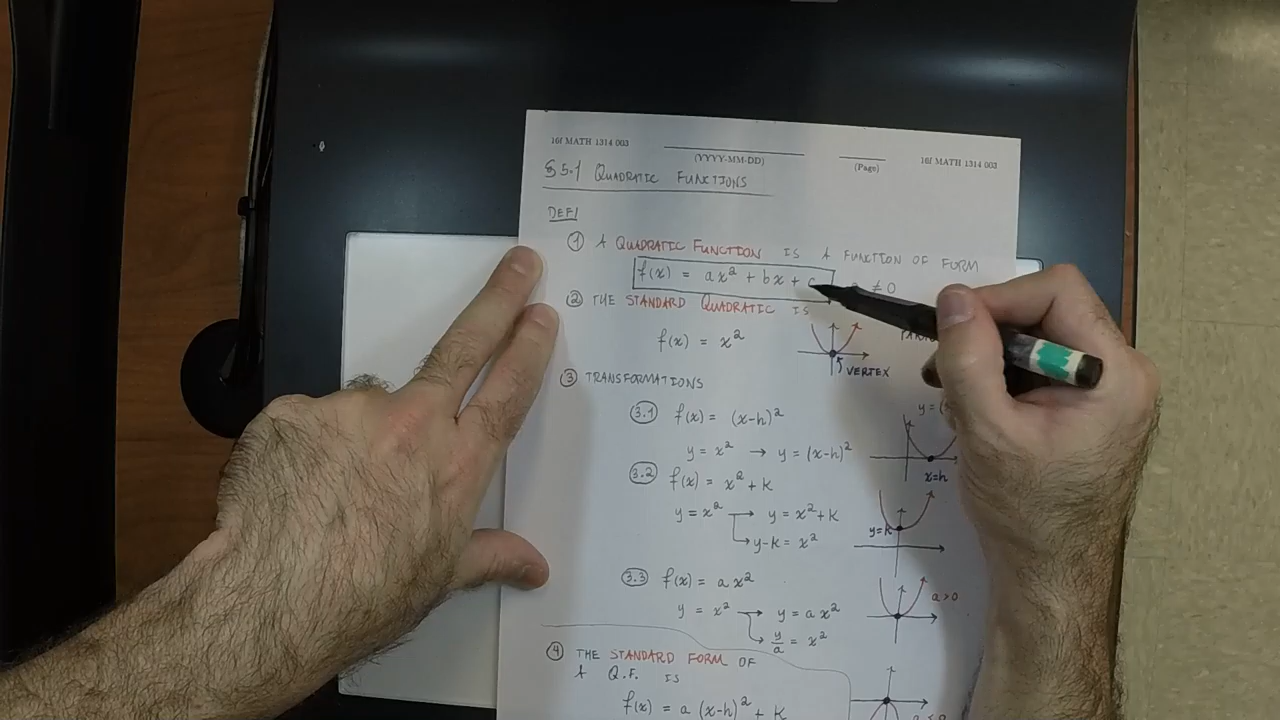 16f MATH 1314 003
(YYYY-MM-DD)
(Page)
16f MATH 1314 003
§5.1 QUADRATIC FUNCTIONS
DEF/
① A QUADRATIC FUNCTION IS A FUNCTION OF FORM
f(x) = ax² + bx + c ≠ 0
② THE STANDARD QUADRATIC IS
f(x) = x²
VERTEX
③ TRANSFORMATIONS
3.1 f(x) = (x-h)²
y = x² → y = (x-h)²
x=h
3.2 f(x) = x² + k
y = x² → y = x²+k
y=k
↳ y-k = x²
3.3 f(x) = a x²
a>0
y = x² → y = a x²
↳ y/a = x²
④ THE STANDARD FORM OF
A Q.F. IS
f(x) = a (x-h)² + k